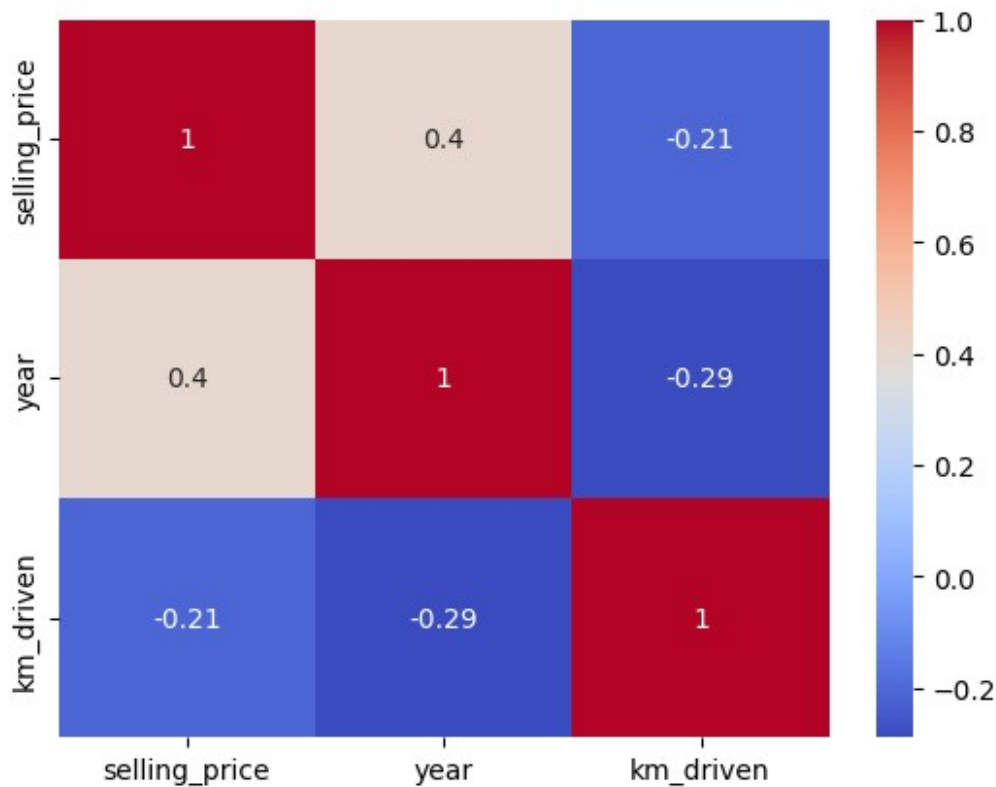 selling_price
1
0.4
-0.21
year
0.4
1
-0.29
km_driven
-0.21
-0.29
1
selling_price
year
km_driven
1.0
0.8
0.6
0.4
0.2
0.0
−0.2